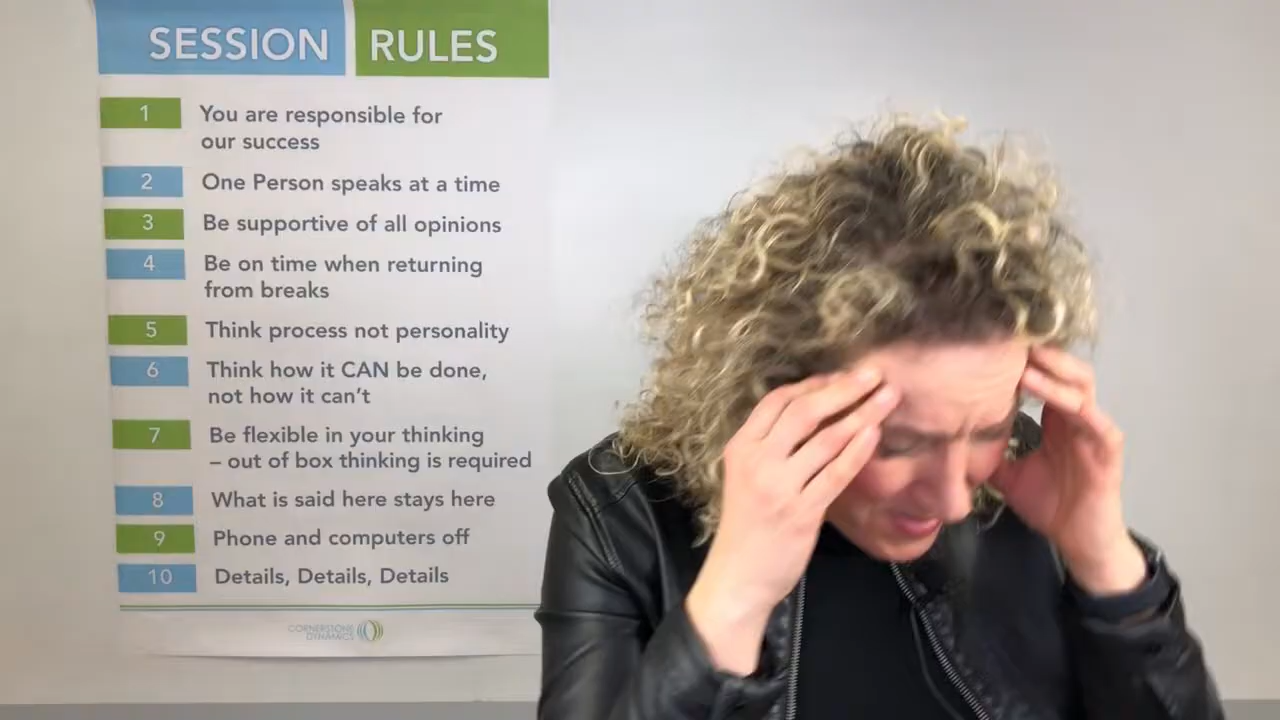 SESSION RULES
1 You are responsible for
our success
2 One Person speaks at a time
3 Be supportive of all opinions
4 Be on time when returning
from breaks
5 Think process not personality
6 Think how it CAN be done,
not how it can't
7 Be flexible in your thinking
– out of box thinking is required
8 What is said here stays here
9 Phone and computers off
10 Details, Details, Details
CORNERSTONE
DYNAMICS